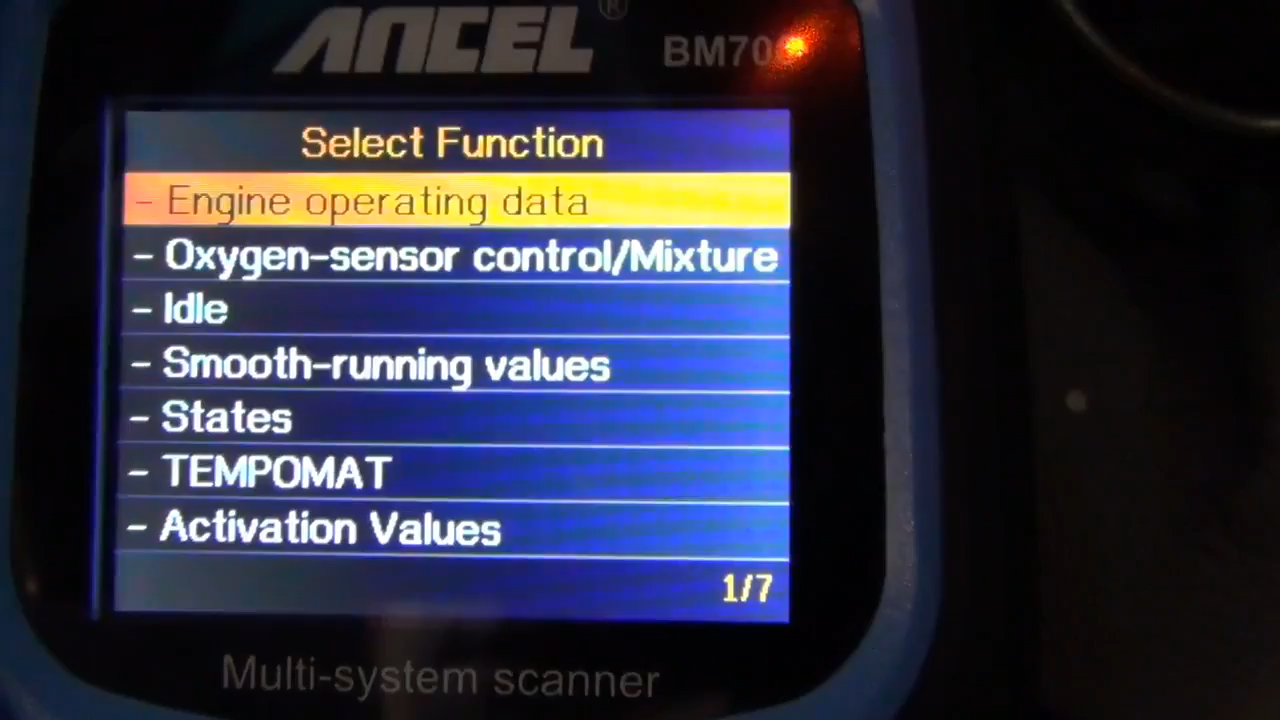 ANCEL ®
BM70
Select Function
- Engine operating data
- Oxygen-sensor control/Mixture
- Idle
- Smooth-running values
- States
- TEMPOMAT
- Activation Values
1/7
Multi-system scanner